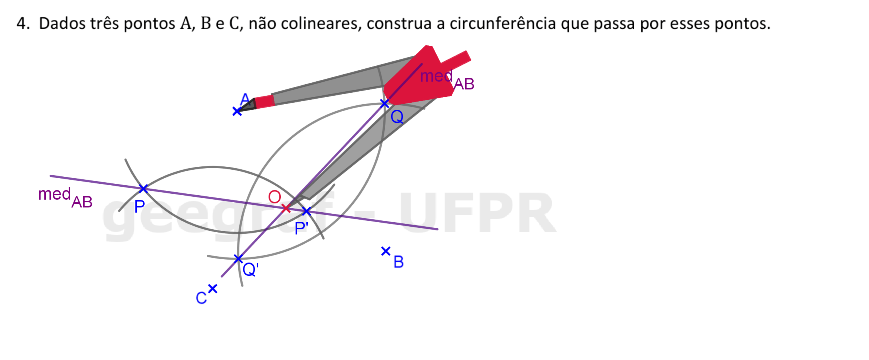 4. Dados três pontos A, B e C, não colineares, construa a circunferência que passa por esses pontos.
A
med AB
Q
med AB
P
O
P'
geegraf - UFPR
B
Q'
C